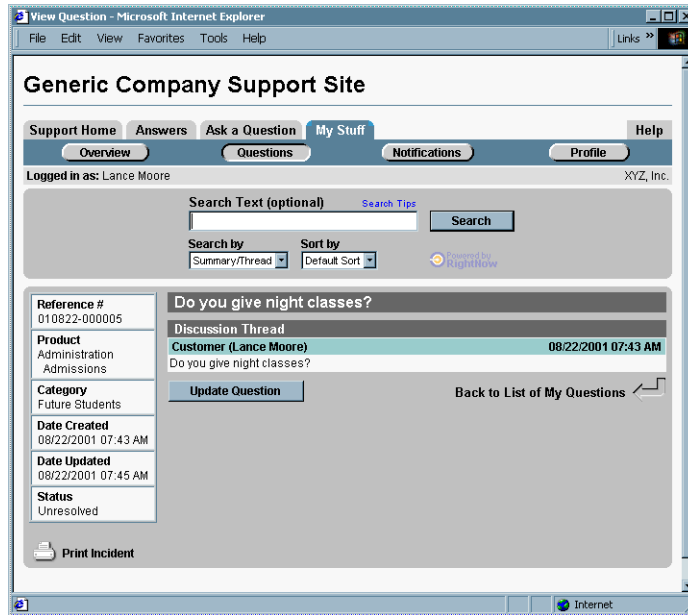 View Question - Microsoft Internet Explorer
File Edit View Favorites Tools Help Links »
Generic Company Support Site
Support Home Answers Ask a Question My Stuff Help
Overview Questions Notifications Profile
Logged in as: Lance Moore XYZ, Inc.
Search Text (optional) Search Tips
Search
Search by Sort by
Summary/Thread Default Sort
Powered by
RightNow
Reference #
010822-000005
Product
Administration
Admissions
Category
Future Students
Date Created
08/22/2001 07:43 AM
Date Updated
08/22/2001 07:45 AM
Status
Unresolved
Print Incident
Do you give night classes?
Discussion Thread
Customer (Lance Moore) 08/22/2001 07:43 AM
Do you give night classes?
Update Question Back to List of My Questions
Internet